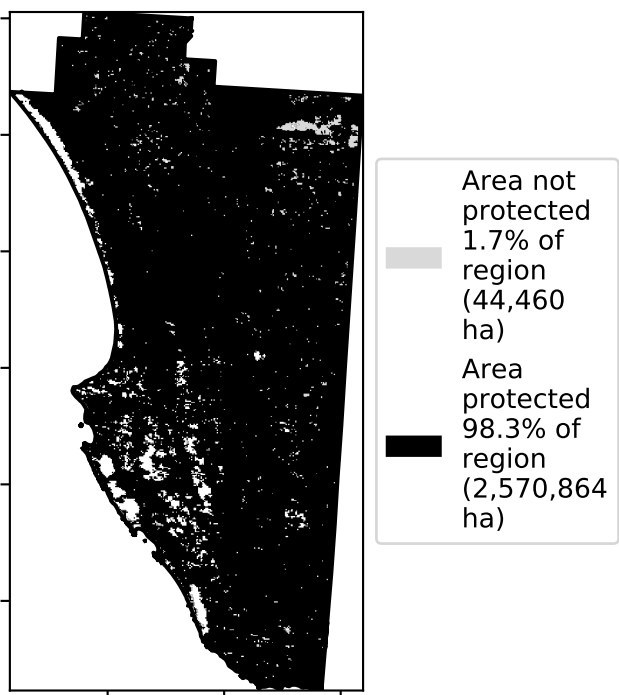 Area not
protected
1.7% of
region
(44,460
ha)
Area
protected
98.3% of
region
(2,570,864
ha)